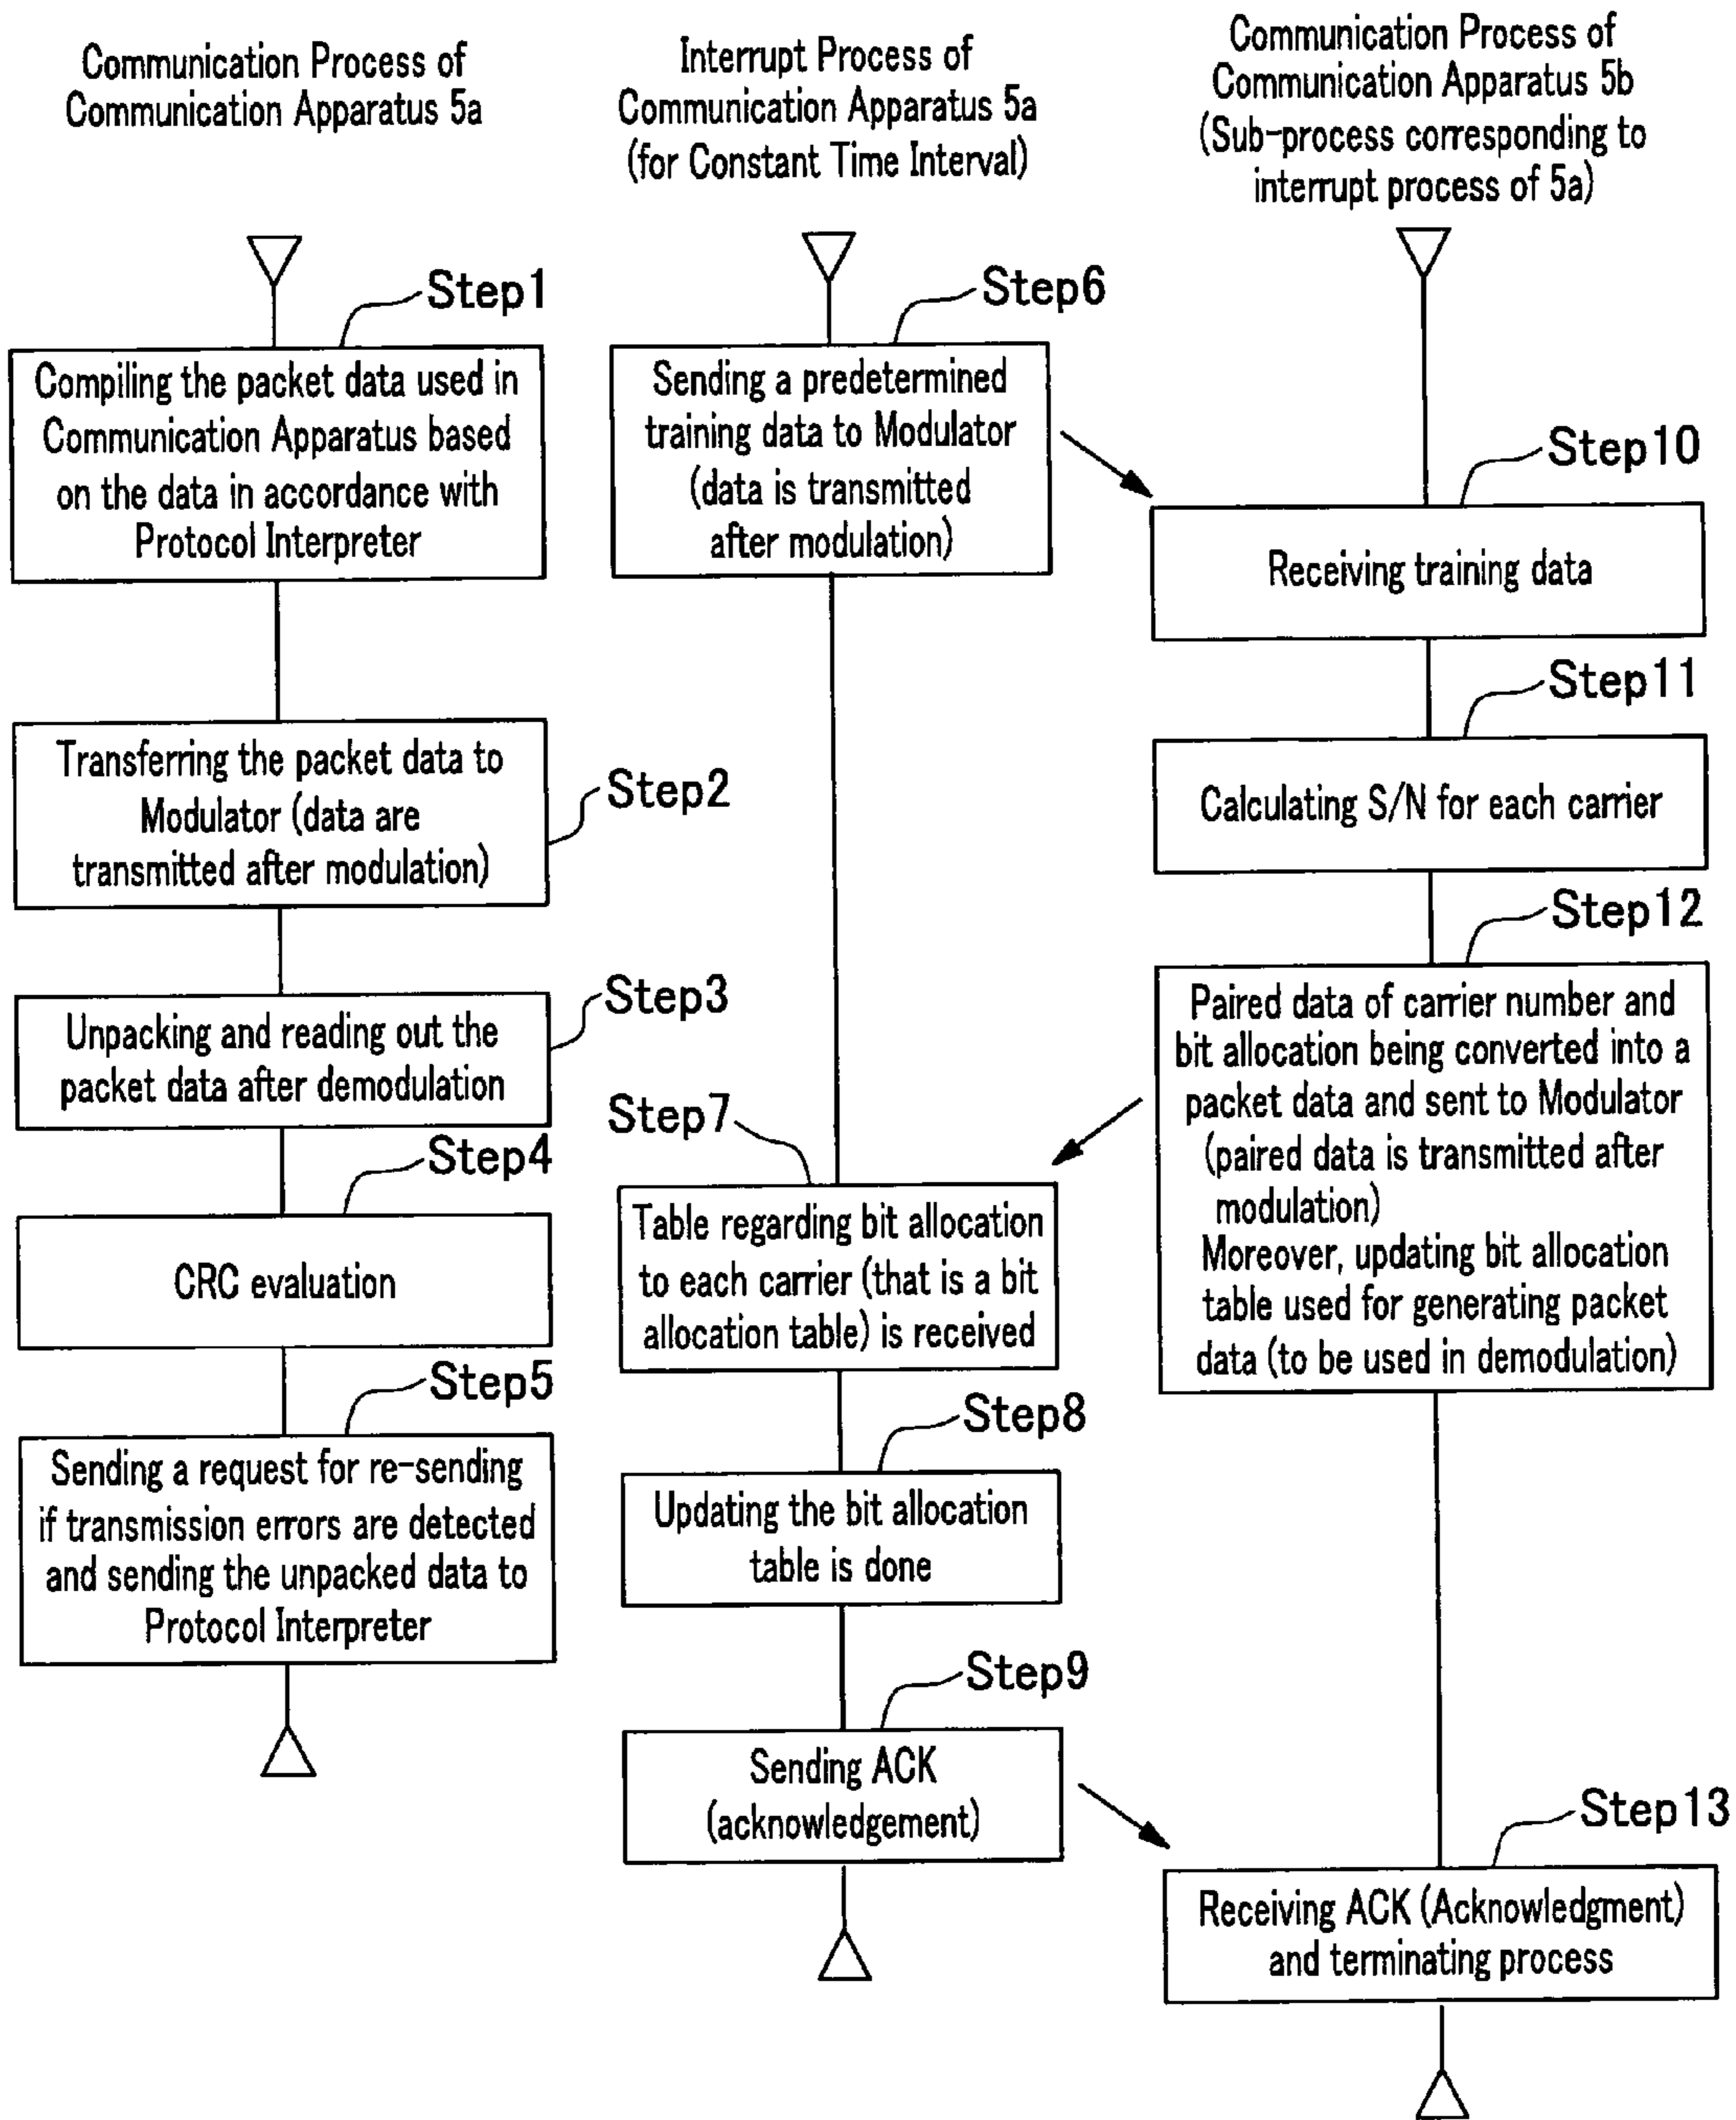 Communication Process of
Communication Apparatus 5a
Step1
Compiling the packet data used in
Communication Apparatus based
on the data in accordance with
Protocol Interpreter
Transferring the packet data to
Modulator (data are
transmitted after modulation)
Step2
Unpacking and reading out the
packet data after demodulation
Step3
Step4
CRC evaluation
Step5
Sending a request for re-sending
if transmission errors are detected
and sending the unpacked data to
Protocol Interpreter
Interrupt Process of
Communication Apparatus 5a
(for Constant Time Interval)
Step6
Sending a predetermined
training data to Modulator
(data is transmitted
after modulation)
Step7
Table regarding bit allocation
to each carrier (that is a bit
allocation table) is received
Step8
Updating the bit allocation
table is done
Step9
Sending ACK
(acknowledgement)
Communication Process of
Communication Apparatus 5b
(Sub-process corresponding to
interrupt process of 5a)
Step10
Receiving training data
Step11
Calculating S/N for each carrier
Step12
Paired data of carrier number and
bit allocation being converted into a
packet data and sent to Modulator
(paired data is transmitted after
modulation)
Moreover, updating bit allocation
table used for generating packet
data (to be used in demodulation)
Step13
Receiving ACK (Acknowledgment)
and terminating process